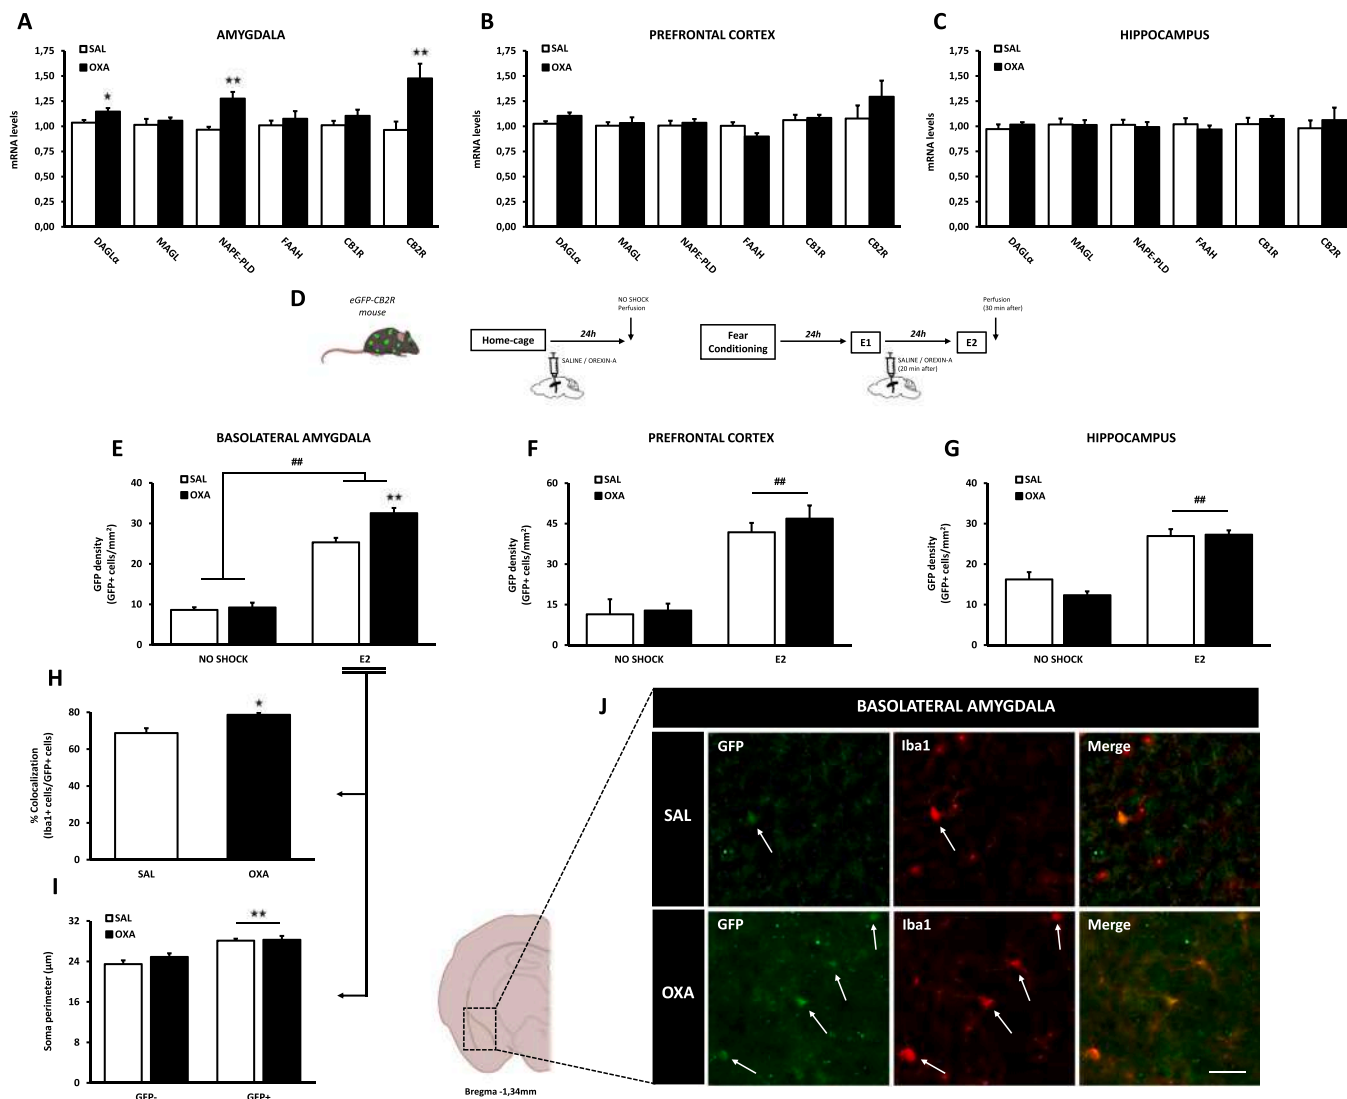 A
AMYGDALA
SAL
OXA
mRNA levels
1,75
1,50
1,25
1,00
0,75
0,50
0,25
0,00
★
★★
★★
DAGLα
MAGL
NAPE-PLD
FAAH
CB1R
CB2R
B
PREFRONTAL CORTEX
SAL
OXA
mRNA levels
1,75
1,50
1,25
1,00
0,75
0,50
0,25
0,00
DAGLα
MAGL
NAPE-PLD
FAAH
CB1R
CB2R
C
HIPPOCAMPUS
SAL
OXA
mRNA levels
1,75
1,50
1,25
1,00
0,75
0,50
0,25
0,00
DAGLα
MAGL
NAPE-PLD
FAAH
CB1R
CB2R
D
eGFP-CB2R
mouse
Home-cage
24h
NO SHOCK
Perfusion
SALINE / OREXIN-A
Fear
Conditioning
24h
E1
24h
E2
SALINE / OREXIN-A
(20 min after)
Perfusion
(30 min after)
E
BASOLATERAL AMYGDALA
SAL
OXA
GFP density
(GFP+ cells/mm²)
40
30
20
10
0
##
★★
NO SHOCK
E2
F
PREFRONTAL CORTEX
SAL
OXA
GFP density
(GFP+ cells/mm²)
60
45
30
15
0
##
NO SHOCK
E2
G
HIPPOCAMPUS
SAL
OXA
GFP density
(GFP+ cells/mm²)
40
30
20
10
0
##
NO SHOCK
E2
H
% Colocalization
(Iba1+ cells/GFP+ cells)
80
60
40
20
0
★
SAL
OXA
I
SAL
OXA
Soma perimeter (μm)
32
24
16
8
0
★★
GFP-
GFP+
Bregma -1,34mm
J
BASOLATERAL AMYGDALA
SAL
GFP
Iba1
Merge
OXA
GFP
Iba1
Merge